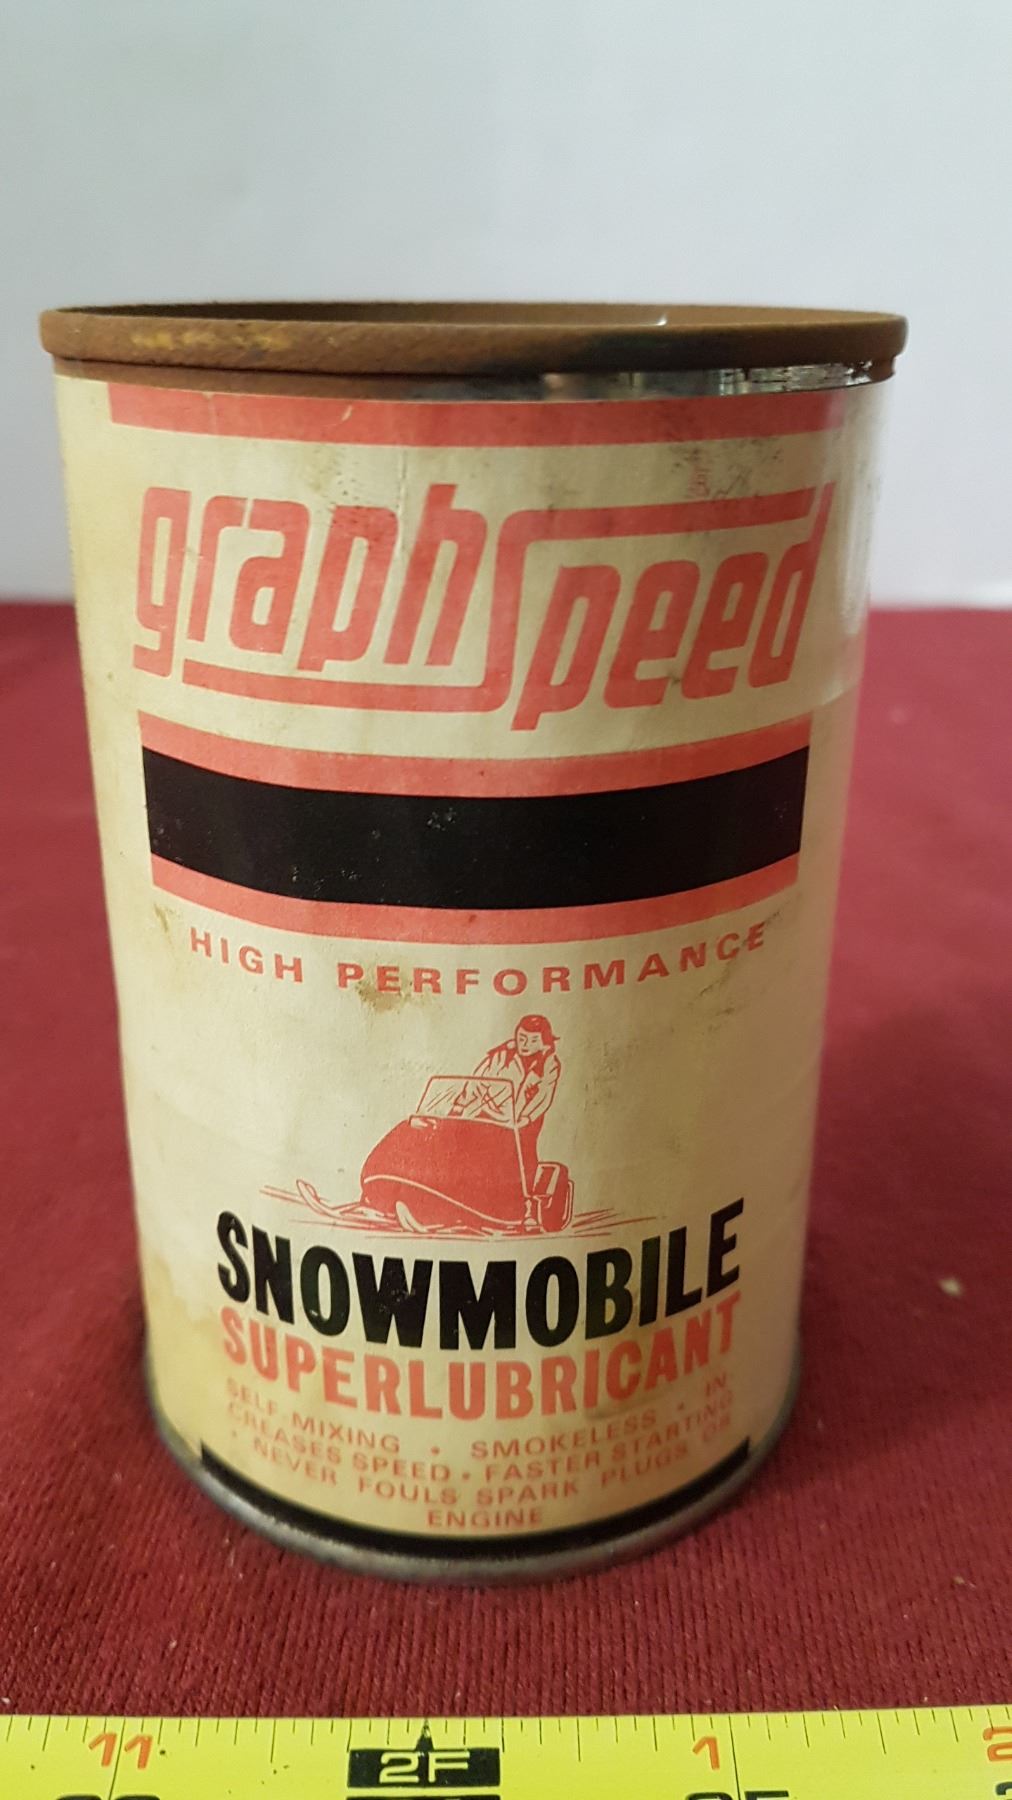 graphSpeed
HIGH PERFORMANCE
SNOWMOBILE
SUPERLUBRICANT
SELF-MIXING • SMOKELESS • IN-
CREASES SPEED • FASTER STARTING
• NEVER FOULS SPARK PLUGS OR
ENGINE
11 2F 1 2